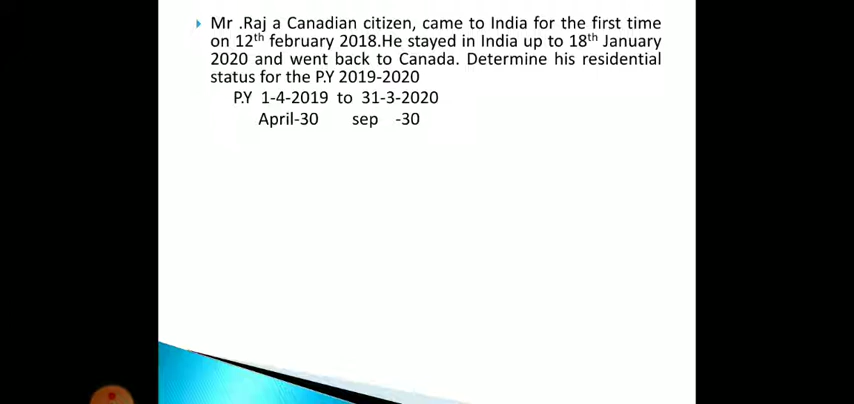 Mr .Raj a Canadian citizen, came to India for the first time
on 12th february 2018.He stayed in India up to 18th January
2020 and went back to Canada. Determine his residential
status for the P.Y 2019-2020
P.Y 1-4-2019 to 31-3-2020
April-30 sep -30